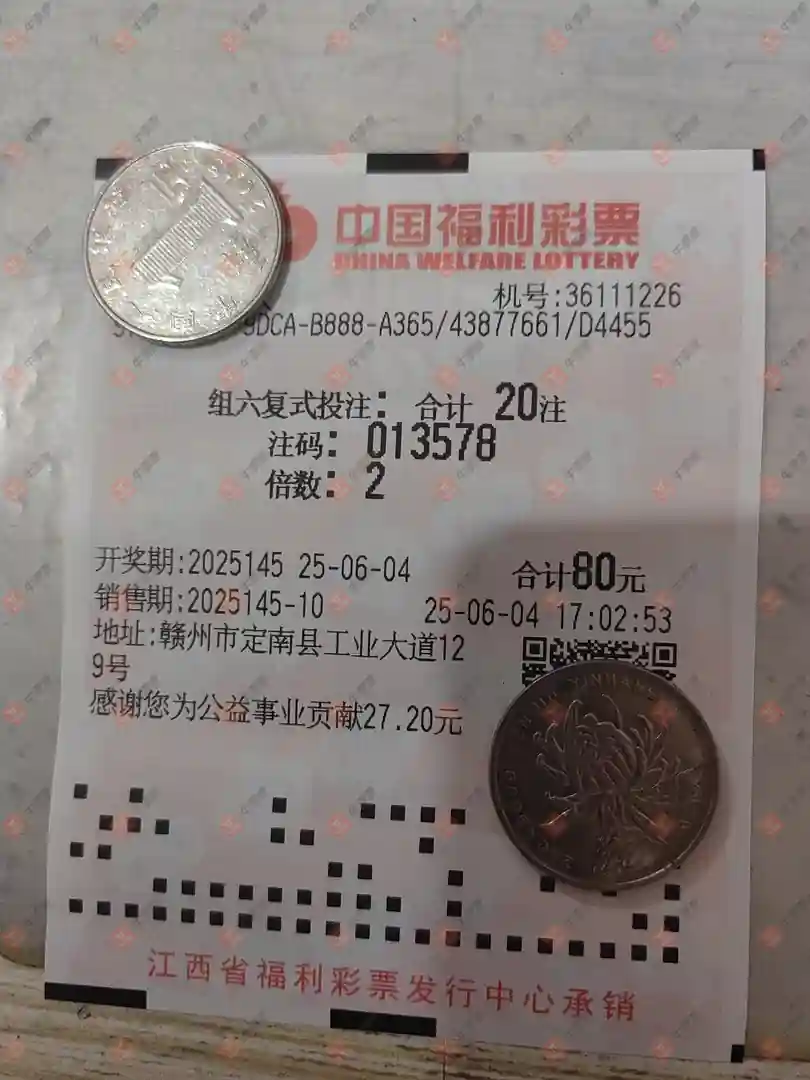 中国福利彩票
CHINA WELFARE LOTTERY
机号:36111226
9DCA-B888-A365/43877661/D4455
组六复式投注: 合计 20注
注码: 013578
倍数: 2
开奖期:2025145 25-06-04 合计80元
销售期:2025145-10 25-06-04 17:02:53
地址:赣州市定南县工业大道12
9号
感谢您为公益事业贡献27.20元
江西省福利彩票发行中心承销